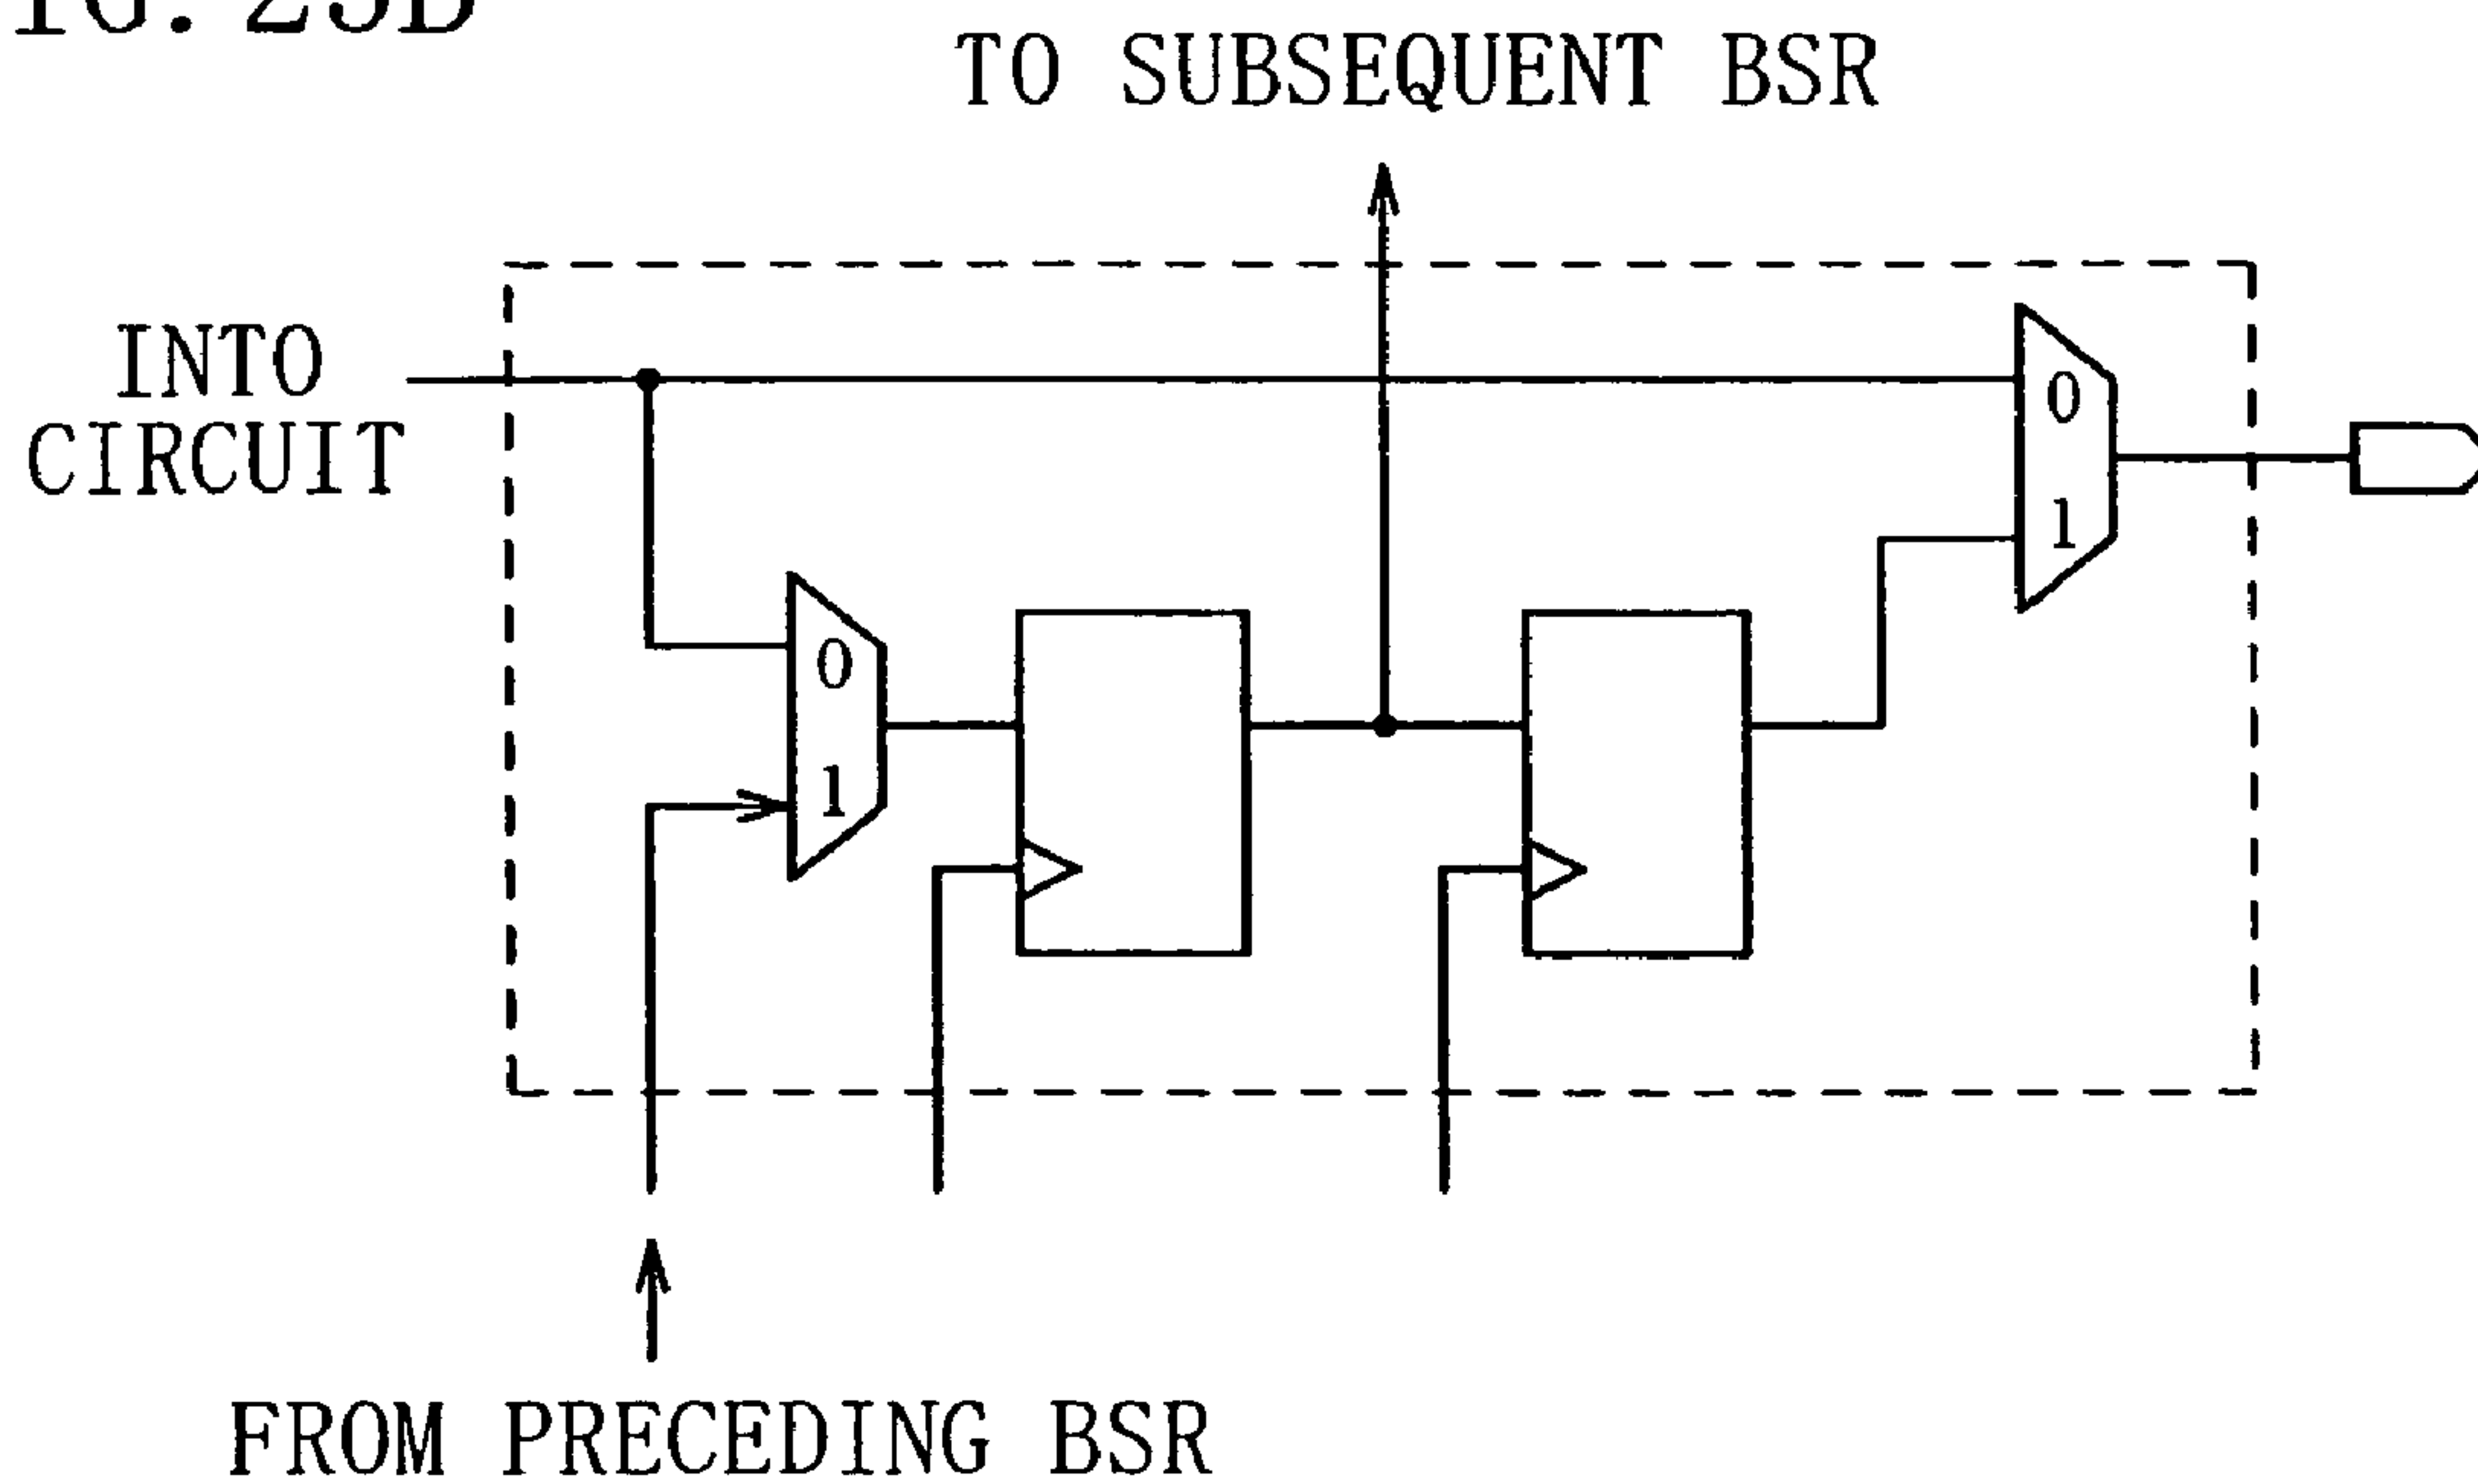 TO SUBSEQUENT BSR
INTO
CIRCUIT
0
1
0
1
FROM PRECEDING BSR